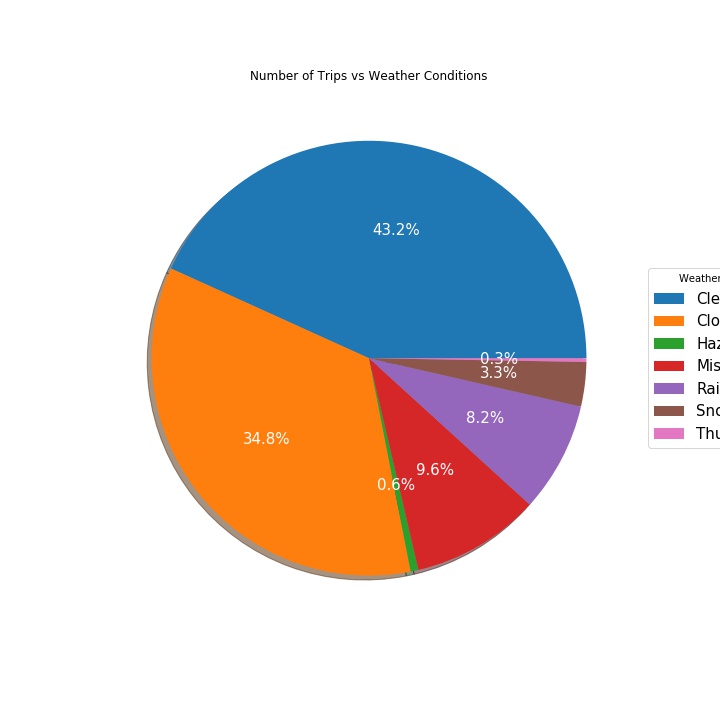 Number of Trips vs Weather Conditions
43.2%
34.8%
0.6%
9.6%
8.2%
3.3%
0.3%
Weather
Cle
Clo
Haz
Mis
Rai
Sno
Thu